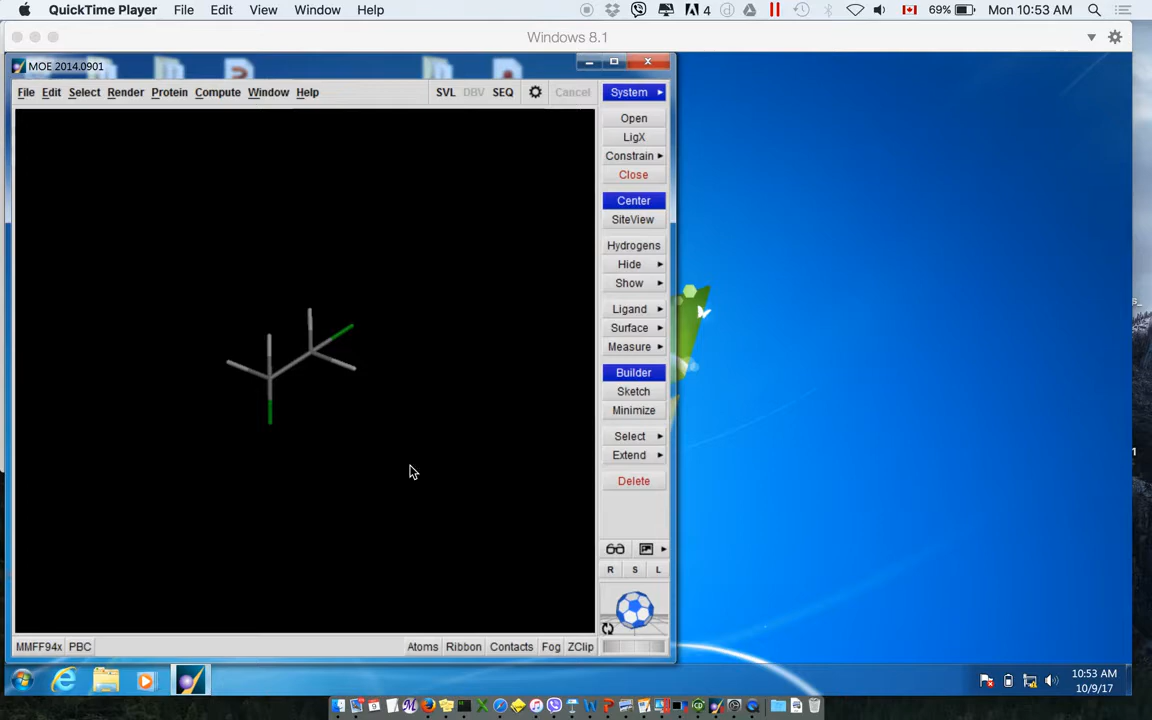 QuickTime Player File Edit View Window Help 4 69% Mon 10:53 AM
Windows 8.1
MOE 2014.0901
File Edit Select Render Protein Compute Window Help SVL DBV SEQ Cancel System
Open
LigX
Constrain
Close
Center
SiteView
Hydrogens
Hide
Show
Ligand
Surface
Measure
Builder
Sketch
Minimize
Select
Extend
Delete
R S L
MMFF94x PBC Atoms Ribbon Contacts Fog ZClip
10:53 AM
10/9/17